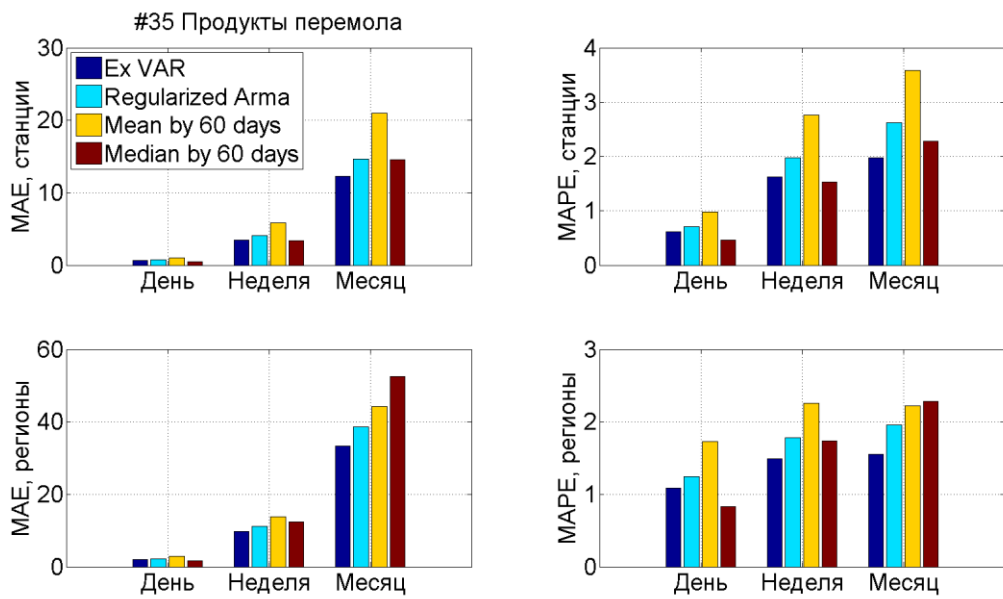 #35 Продукты перемола
MAE, станции
30
20
10
0
Ex VAR
Regularized Arma
Mean by 60 days
Median by 60 days
День Неделя Месяц
MAPE, станции
4
3
2
1
0
День Неделя Месяц
MAE, регионы
60
40
20
0
День Неделя Месяц
MAPE, регионы
3
2
1
0
День Неделя Месяц